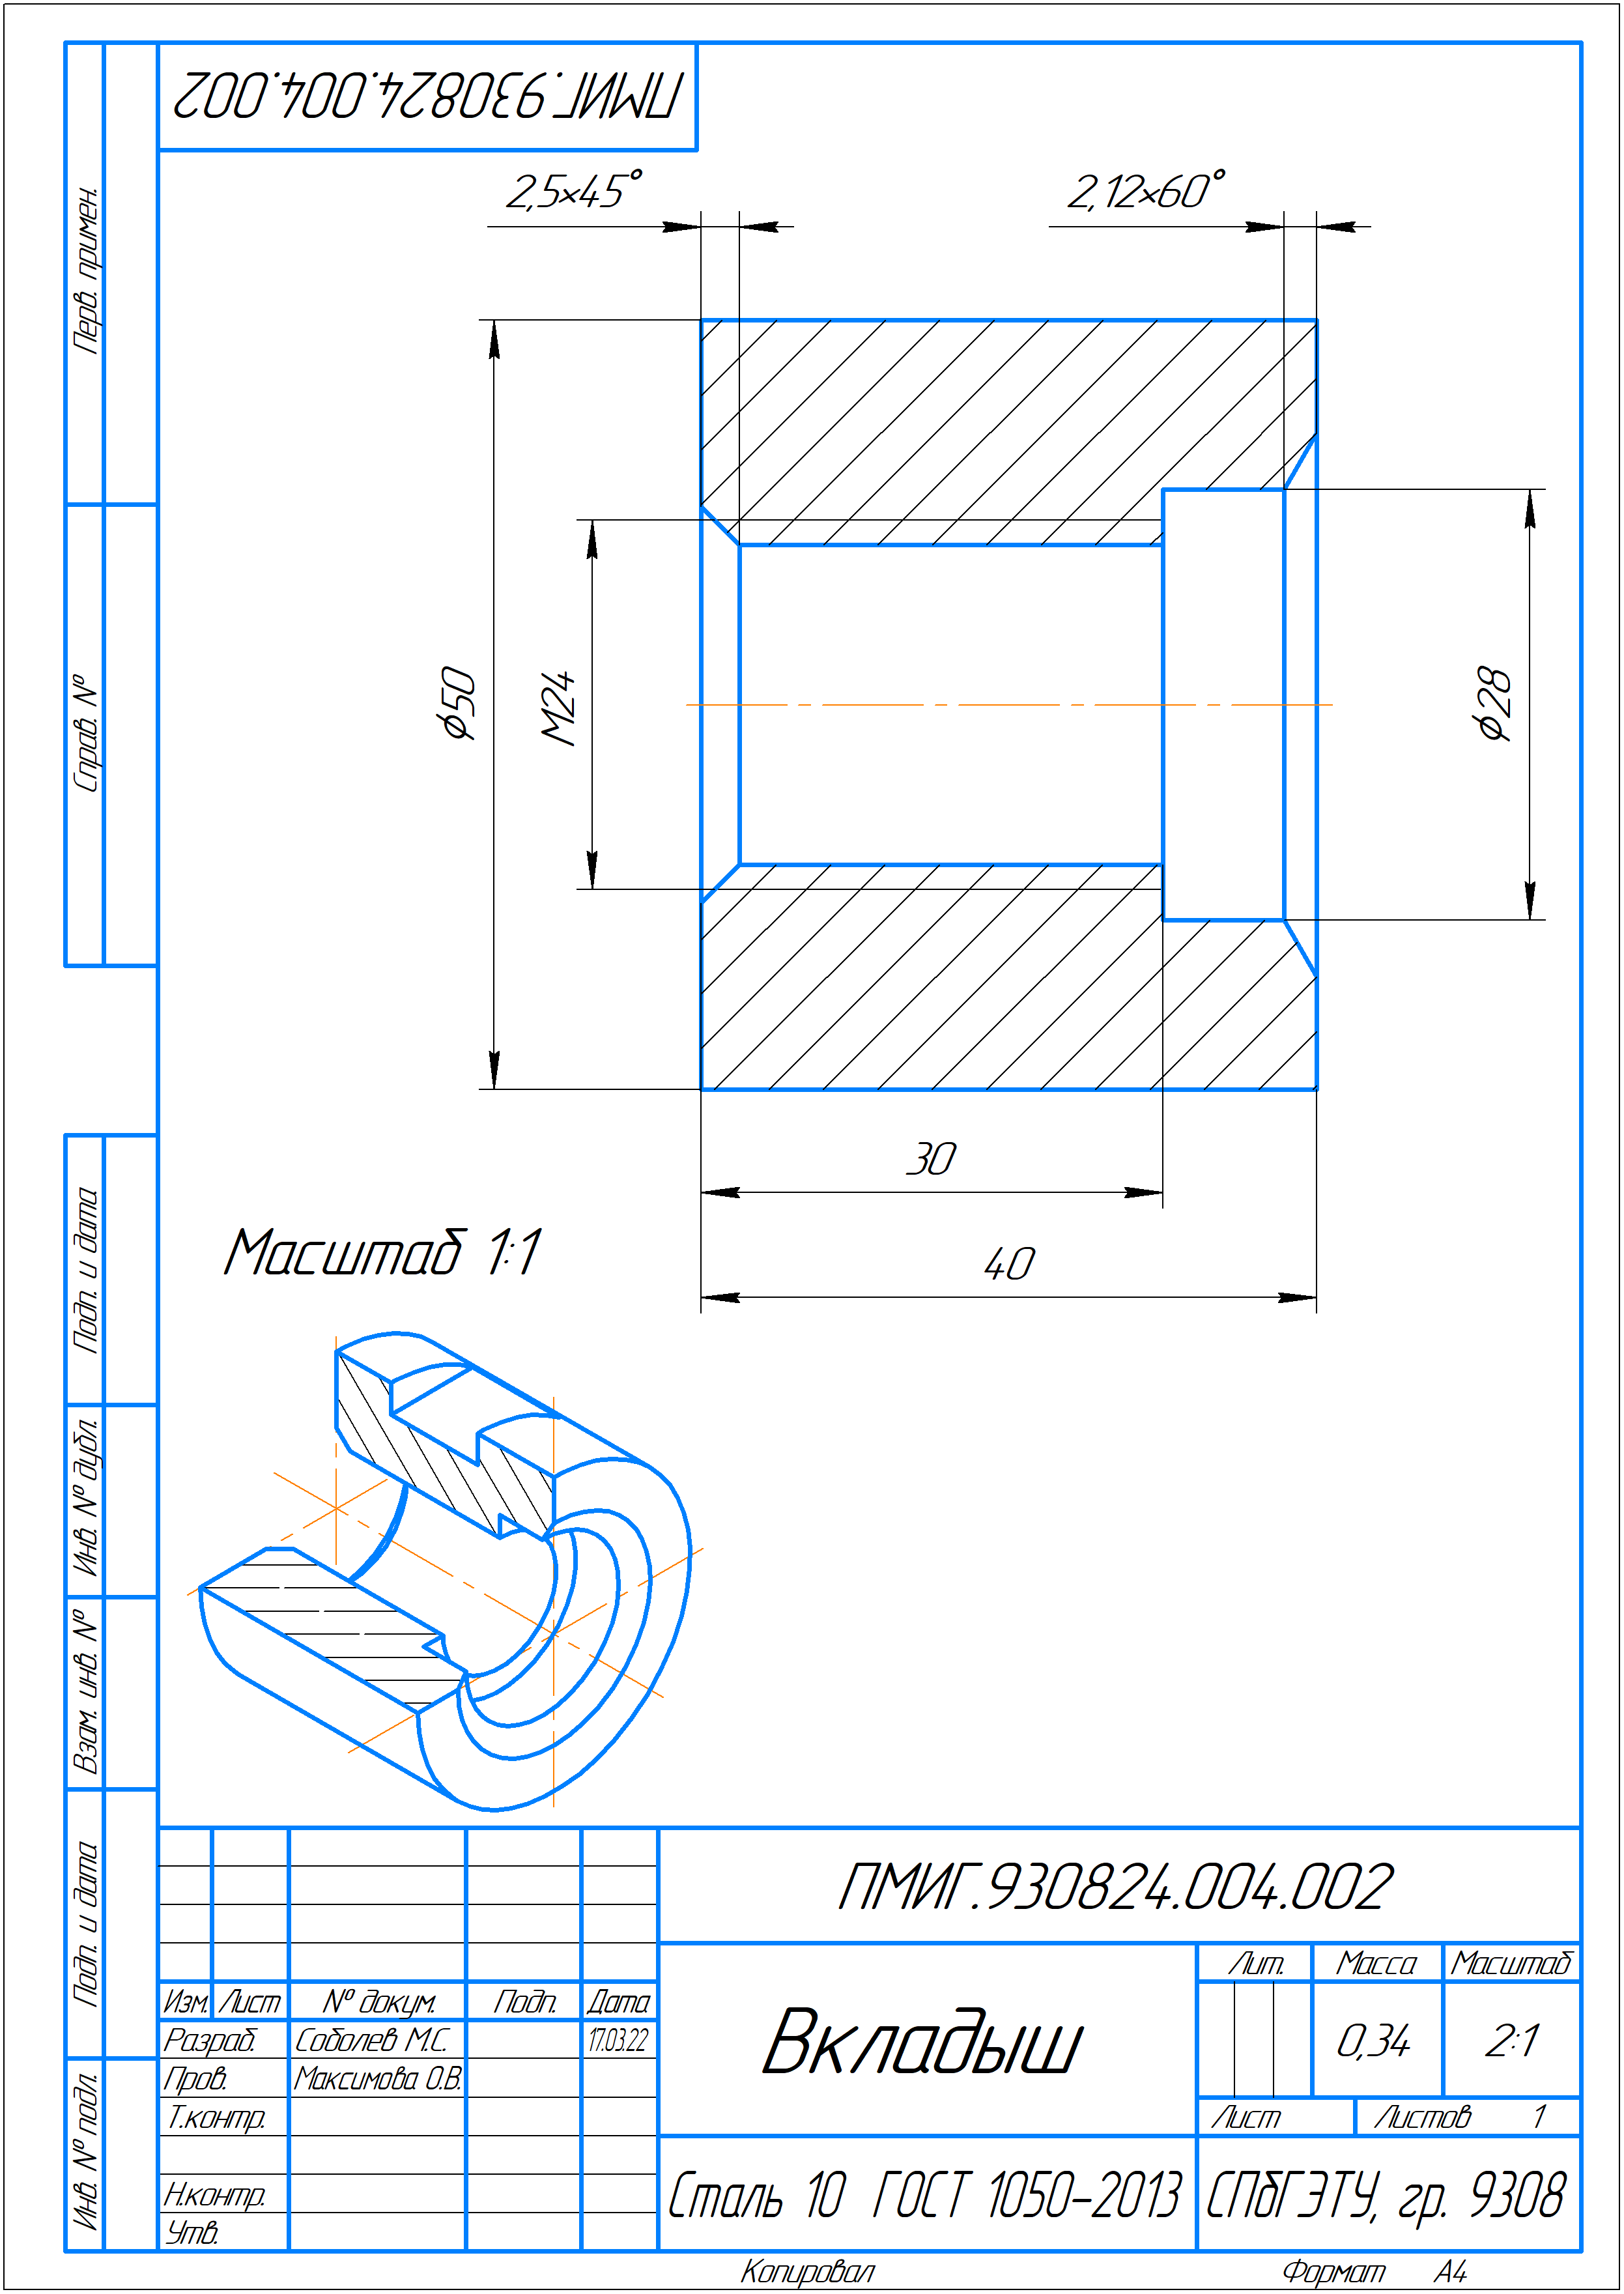 ПМИГ.930824.004.002
2,5×45°
2,12×60°
Перв. примен.
Справ. №
ϕ50
М24
ϕ28
30
40
Масштаб 1:1
Подп. и дата
Инв. № дубл.
Взам. инв. №
Подп. и дата
Инв. № подл.
ПМИГ.930824.004.002
Лит. Масса Масштаб
Изм. Лист № докум. Подп. Дата
Разраб. Соболев М.С. 17.03.22
Пров. Максимова О.В.
Т.контр.
Н.контр.
Утв.
Вкладыш
0,34 2:1
Лист Листов 1
Сталь 10 ГОСТ 1050-2013
СПбГЭТУ, гр. 9308
Копировал Формат А4